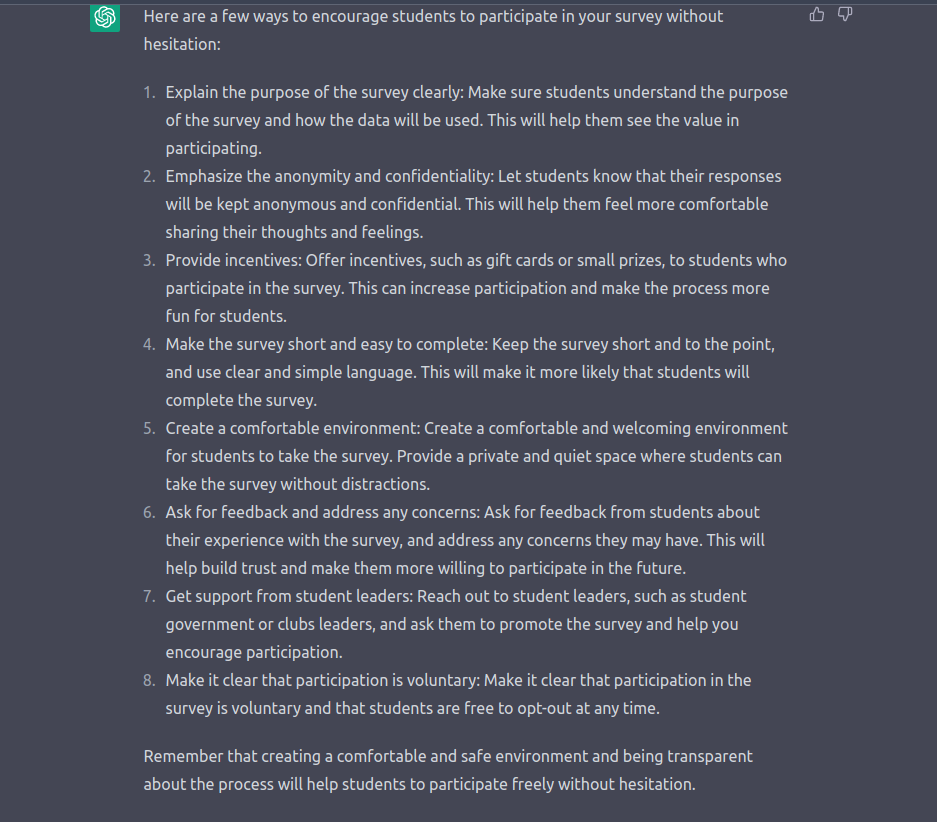 Here are a few ways to encourage students to participate in your survey without
hesitation:
1. Explain the purpose of the survey clearly: Make sure students understand the purpose
of the survey and how the data will be used. This will help them see the value in
participating.
2. Emphasize the anonymity and confidentiality: Let students know that their responses
will be kept anonymous and confidential. This will help them feel more comfortable
sharing their thoughts and feelings.
3. Provide incentives: Offer incentives, such as gift cards or small prizes, to students who
participate in the survey. This can increase participation and make the process more
fun for students.
4. Make the survey short and easy to complete: Keep the survey short and to the point,
and use clear and simple language. This will make it more likely that students will
complete the survey.
5. Create a comfortable environment: Create a comfortable and welcoming environment
for students to take the survey. Provide a private and quiet space where students can
take the survey without distractions.
6. Ask for feedback and address any concerns: Ask for feedback from students about
their experience with the survey, and address any concerns they may have. This will
help build trust and make them more willing to participate in the future.
7. Get support from student leaders: Reach out to student leaders, such as student
government or clubs leaders, and ask them to promote the survey and help you
encourage participation.
8. Make it clear that participation is voluntary: Make it clear that participation in the
survey is voluntary and that students are free to opt-out at any time.
Remember that creating a comfortable and safe environment and being transparent
about the process will help students to participate freely without hesitation.